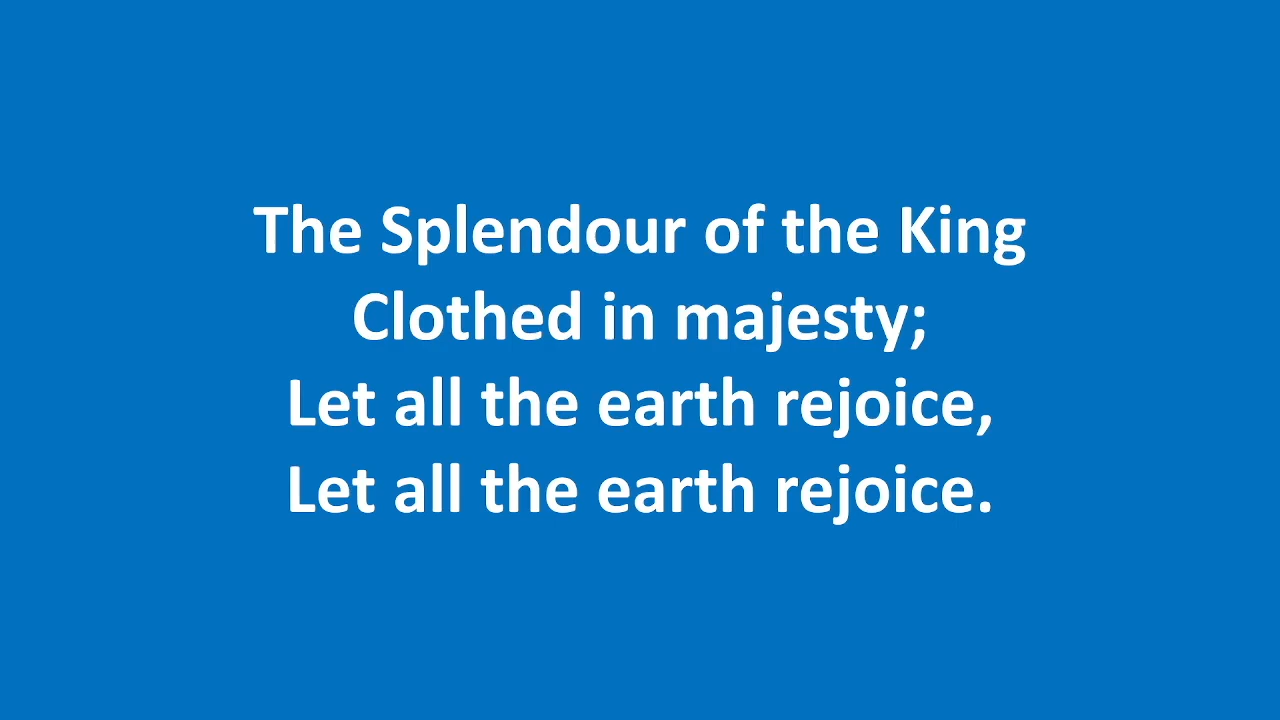 The Splendour of the King
Clothed in majesty;
Let all the earth rejoice,
Let all the earth rejoice.